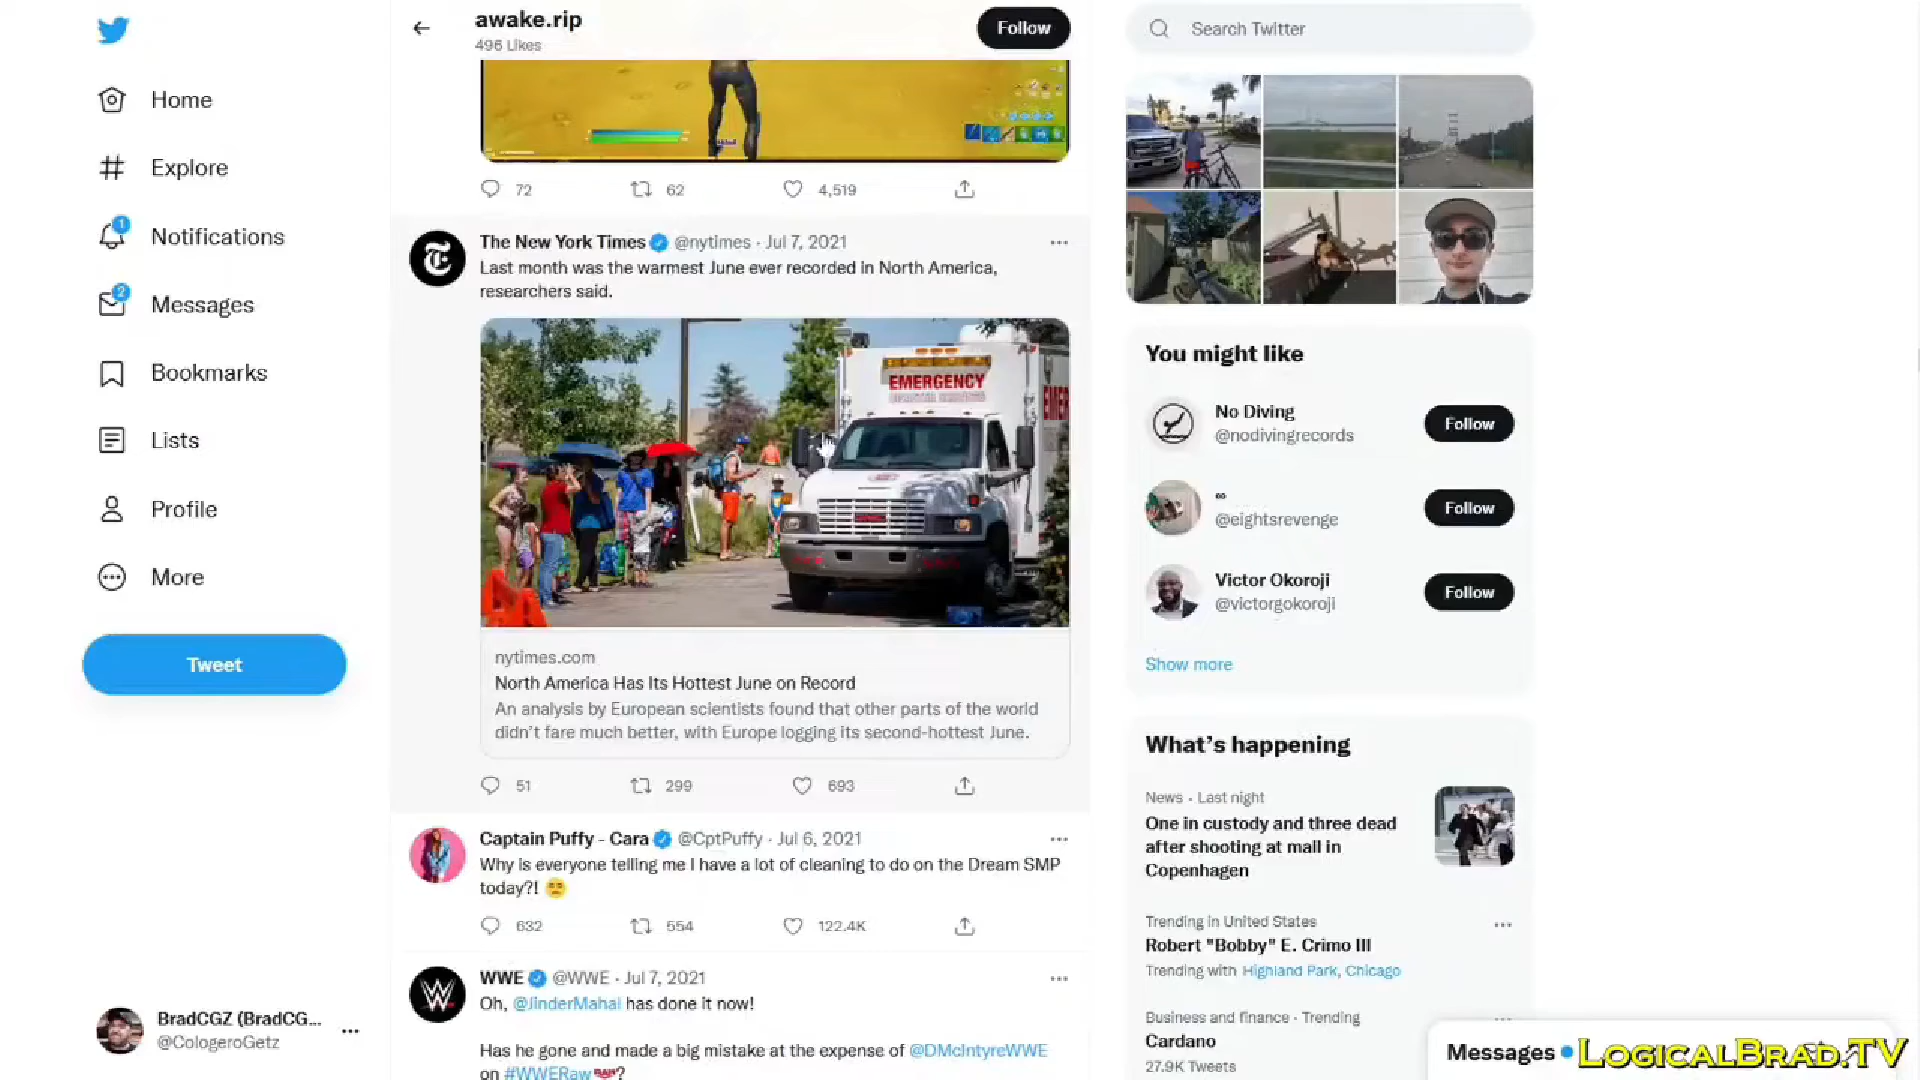 awake.rip
496 Likes
Follow
Search Twitter
Home
Explore
1
Notifications
2
Messages
Bookmarks
Lists
Profile
More
Tweet
BradCGZ (BradCG...
@CologeroGetz
72
62
4,519
The New York Times @nytimes · Jul 7, 2021
Last month was the warmest June ever recorded in North America,
researchers said.
EMERGENCY
nytimes.com
North America Has Its Hottest June on Record
An analysis by European scientists found that other parts of the world
didn't fare much better, with Europe logging its second-hottest June.
51
299
693
Captain Puffy - Cara @CptPuffy · Jul 6, 2021
Why is everyone telling me I have a lot of cleaning to do on the Dream SMP
today?! 😒
632
554
122.4K
WWE @WWE · Jul 7, 2021
Oh, @JinderMahal has done it now!
Has he gone and made a big mistake at the expense of @DMcIntyreWWE
on #WWERaw ?
You might like
No Diving
@nodivingrecords
Follow
∞
@eightsrevenge
Follow
Victor Okoroji
@victorgokoroji
Follow
Show more
What's happening
News · Last night
One in custody and three dead
after shooting at mall in
Copenhagen
Trending in United States
Robert "Bobby" E. Crimo III
Trending with Highland Park, Chicago
Business and finance · Trending
Cardano
27.9K Tweets
Messages
LOGICALBRAD.TV